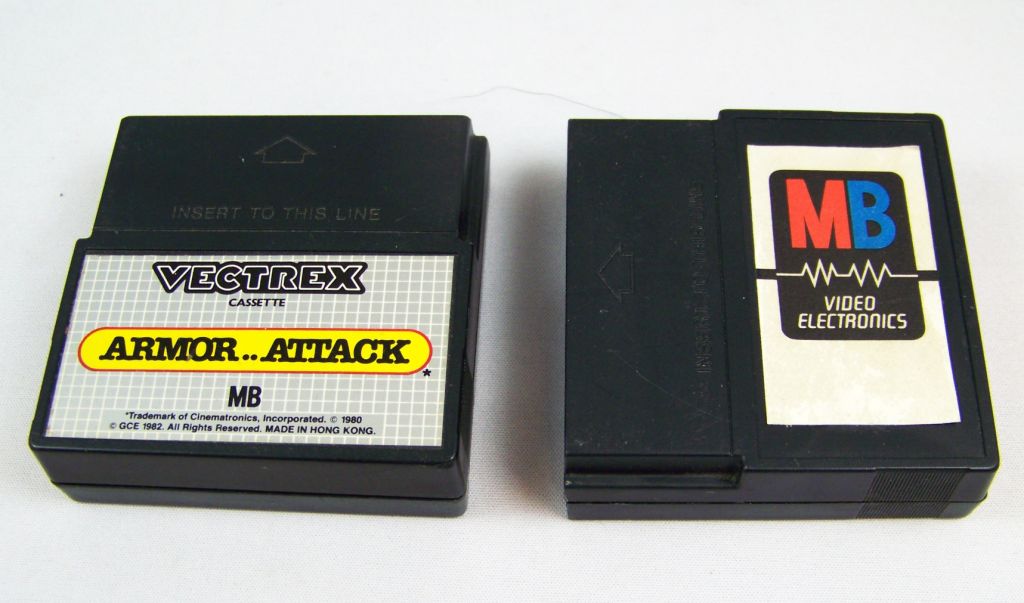 INSERT TO THIS LINE
VECTREX
CASSETTE
ARMOR..ATTACK*
MB
*Trademark of Cinematronics, Incorporated. © 1980
© GCE 1982. All Rights Reserved. MADE IN HONG KONG.
MB
VIDEO
ELECTRONICS